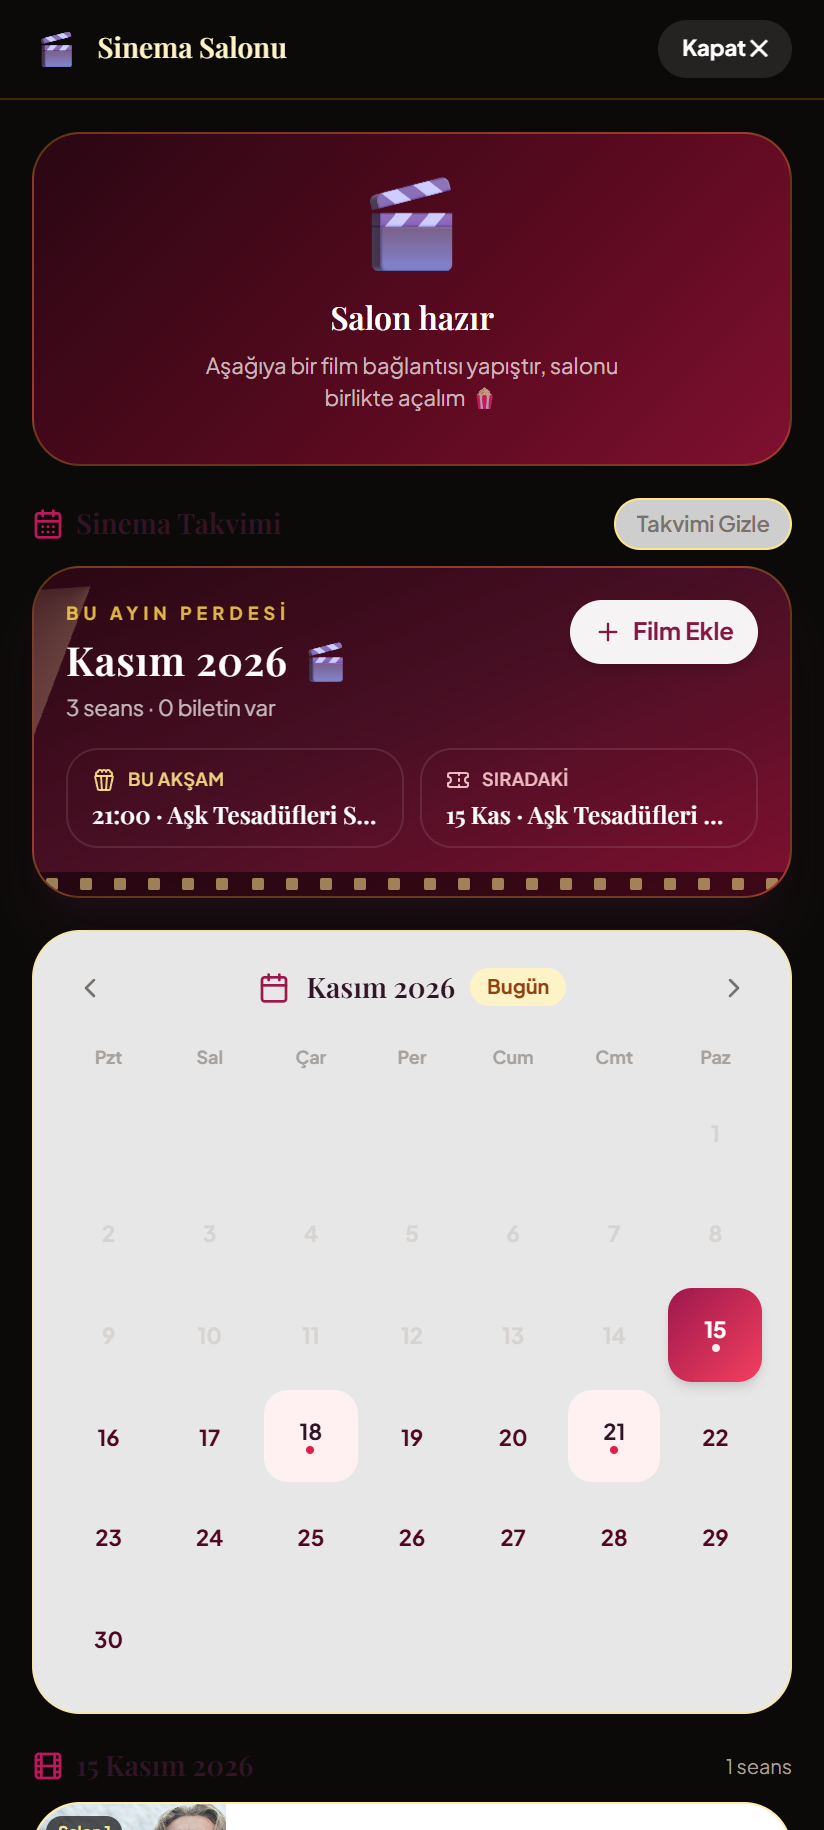 Sinema Salonu
Kapat
Salon hazır
Aşağıya bir film bağlantısı yapıştır, salonu
birlikte açalım
Sinema Takvimi
Takvimi Gizle
BU AYIN PERDESİ
Film Ekle
Kasım 2026
3 seans · 0 biletin var
BU AKŞAM
21:00 · Aşk Tesadüfleri S...
SIRADAKİ
15 Kas · Aşk Tesadüfleri ...
Kasım 2026
Bugün
Pzt Sal Çar Per Cum Cmt Paz
1
2 3 4 5 6 7 8
9 10 11 12 13 14 15
16 17 18 19 20 21 22
23 24 25 26 27 28 29
30
15 Kasım 2026
1 seans